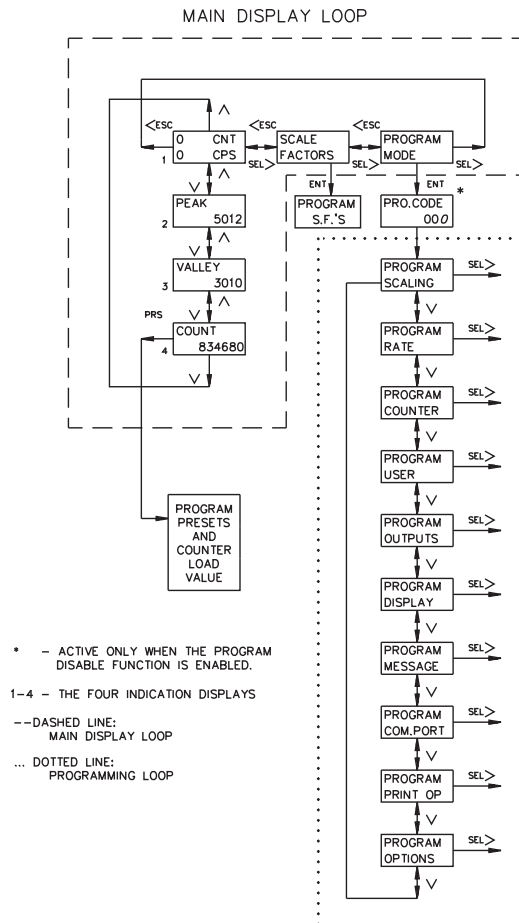 MAIN DISPLAY LOOP
<ESC
0 CNT
0 CPS
1
SEL>
<ESC
SCALE
FACTORS
SEL>
<ESC
PROGRAM
MODE
SEL>
ENT
PROGRAM
S.F.'S
ENT
*
PRO.CODE
000
PEAK
5012
2
VALLEY
3010
3
PRS
COUNT
834680
4
PROGRAM
PRESETS
AND
COUNTER
LOAD
VALUE
PROGRAM
SCALING
SEL>
PROGRAM
RATE
SEL>
PROGRAM
COUNTER
SEL>
PROGRAM
USER
SEL>
PROGRAM
OUTPUTS
SEL>
PROGRAM
DISPLAY
SEL>
PROGRAM
MESSAGE
SEL>
PROGRAM
COM.PORT
SEL>
PROGRAM
PRINT OP
SEL>
PROGRAM
OPTIONS
SEL>
* - ACTIVE ONLY WHEN THE PROGRAM
DISABLE FUNCTION IS ENABLED.
1-4 - THE FOUR INDICATION DISPLAYS
--DASHED LINE:
MAIN DISPLAY LOOP
... DOTTED LINE:
PROGRAMMING LOOP